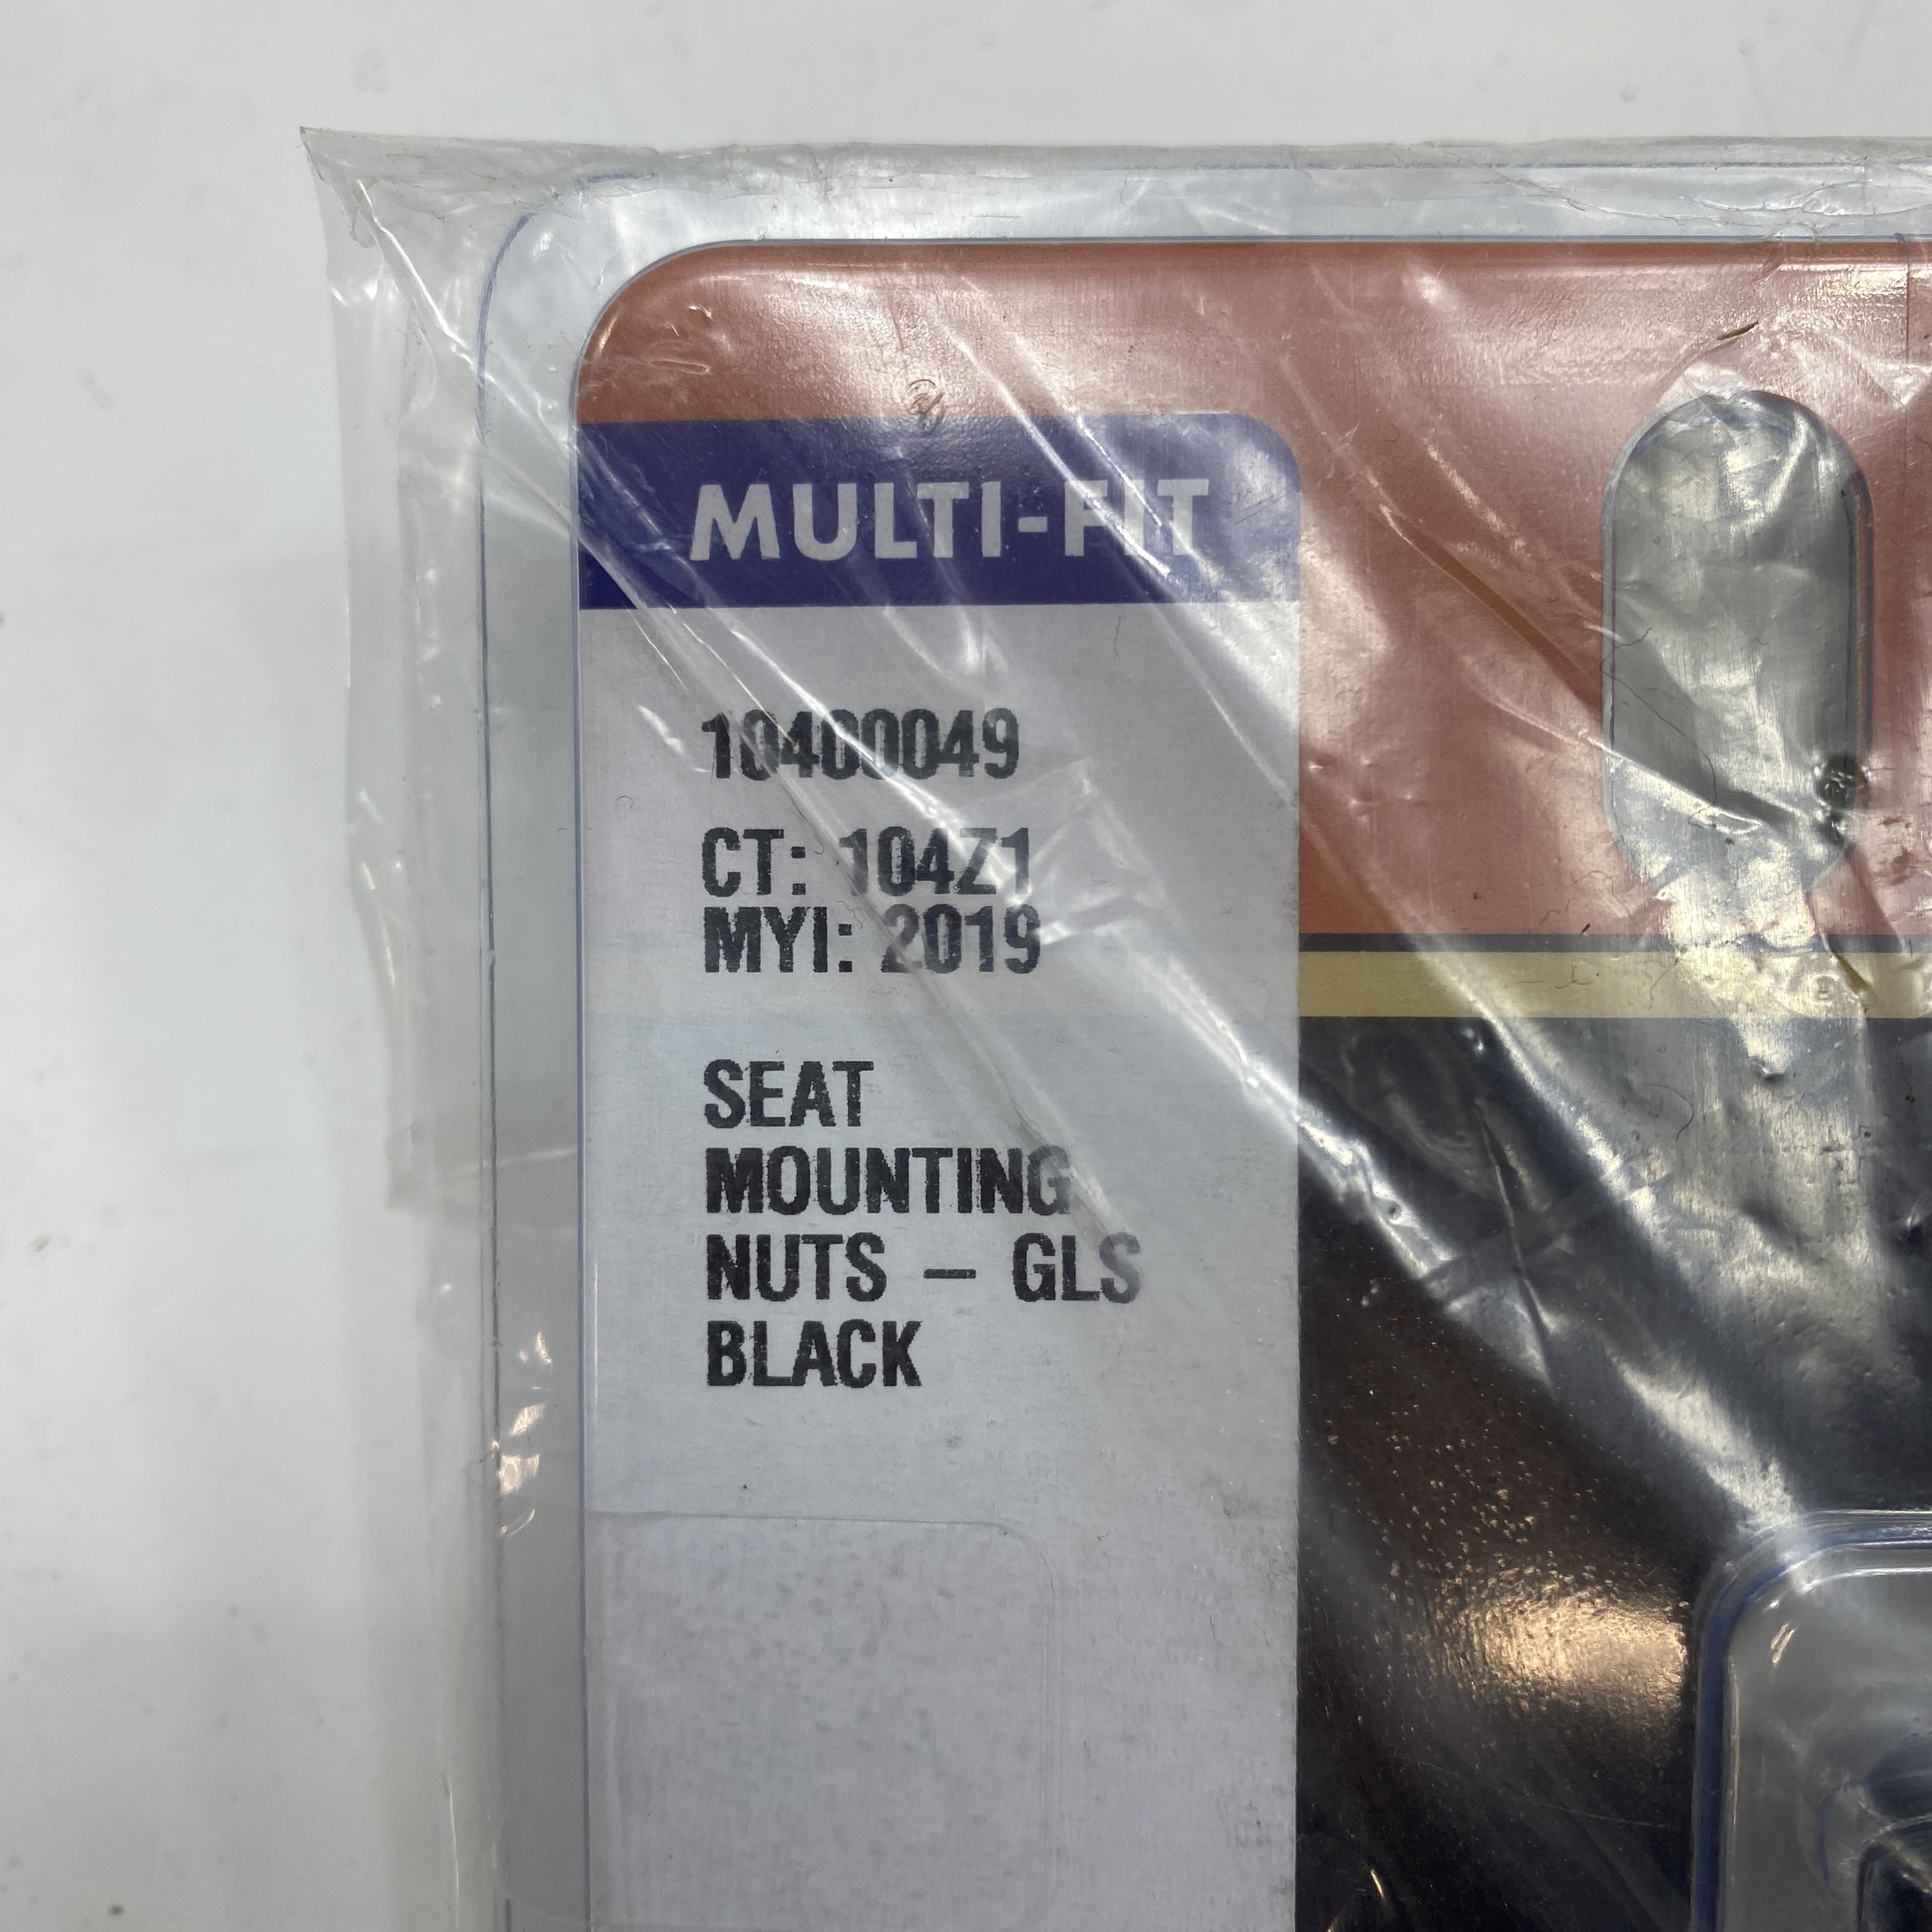 MULTI-FIT
10400049
CT: 104Z1
MYI: 2019
SEAT
MOUNTING
NUTS – GLS
BLACK